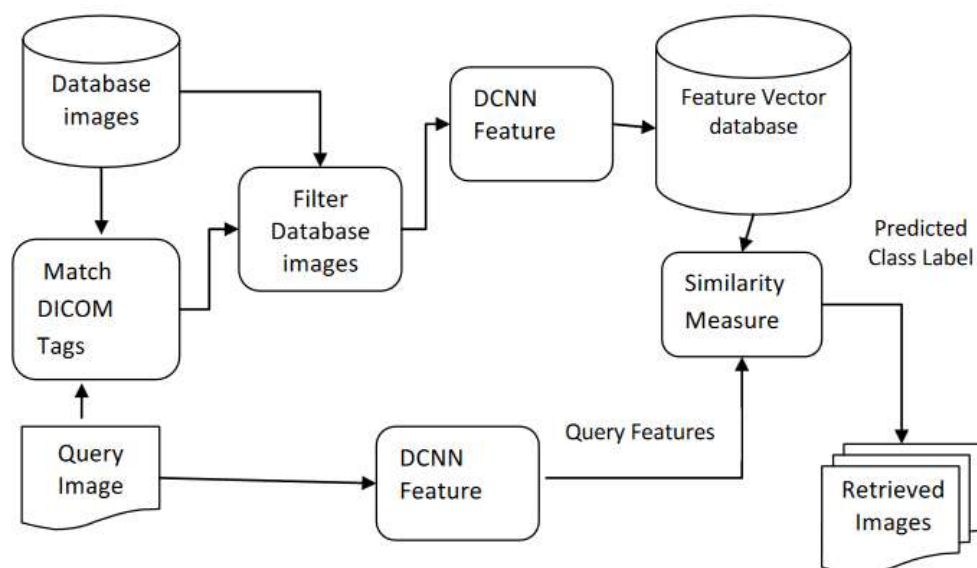 Database
images
DCNN
Feature
Feature Vector
database
Filter
Database
images
Match
DICOM
Tags
Predicted
Class Label
Similarity
Measure
Query Features
Query
Image
DCNN
Feature
Retrieved
Images